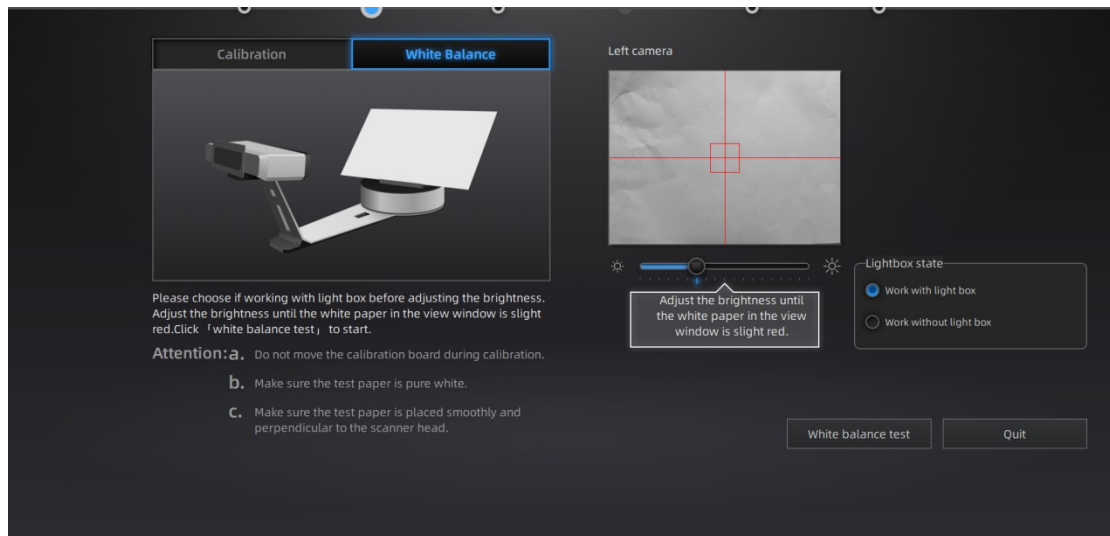 Calibration
White Balance
Please choose if working with light box before adjusting the brightness.
Adjust the brightness until the white paper in the view window is slight
red.Click 「white balance test」 to start.
Attention: a. Do not move the calibration board during calibration.
b. Make sure the test paper is pure white.
c. Make sure the test paper is placed smoothly and
perpendicular to the scanner head.
Left camera
Adjust the brightness until
the white paper in the view
window is slight red.
Lightbox state
Work with light box
Work without light box
White balance test
Quit